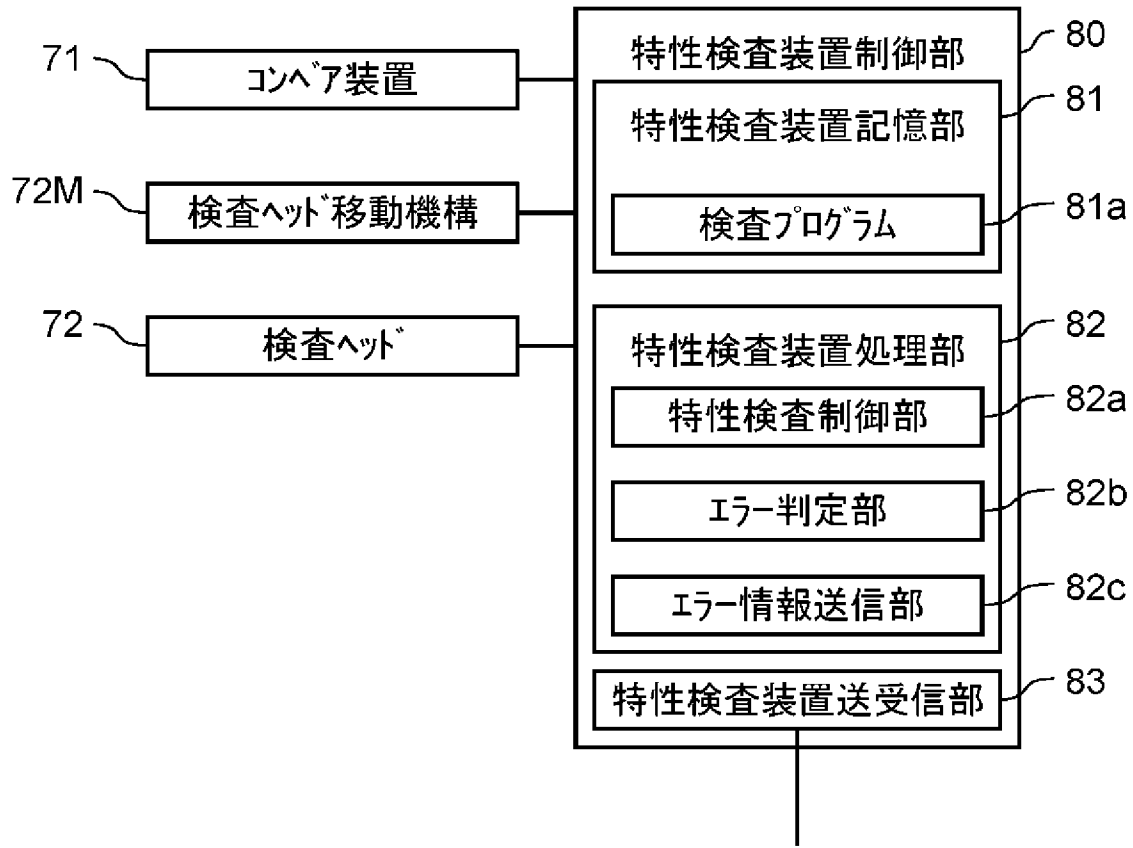 71
コンベア装置
72M
検査ヘッド移動機構
72
検査ヘッド
特性検査装置制御部
80
特性検査装置記憶部
81
検査プログラム
81a
特性検査装置処理部
82
特性検査制御部
82a
エラー判定部
82b
エラー情報送信部
82c
特性検査装置送受信部
83